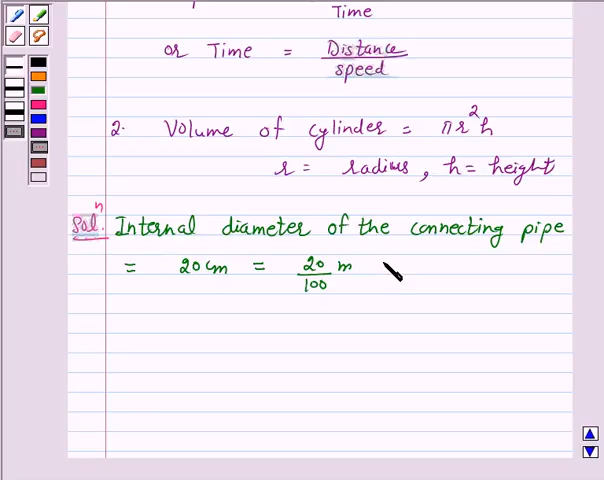 Time
or Time = Distance/speed
2. Volume of cylinder = πr²h
r = radius, h = height
Solⁿ. Internal diameter of the connecting pipe
= 20 cm = 20/100 m